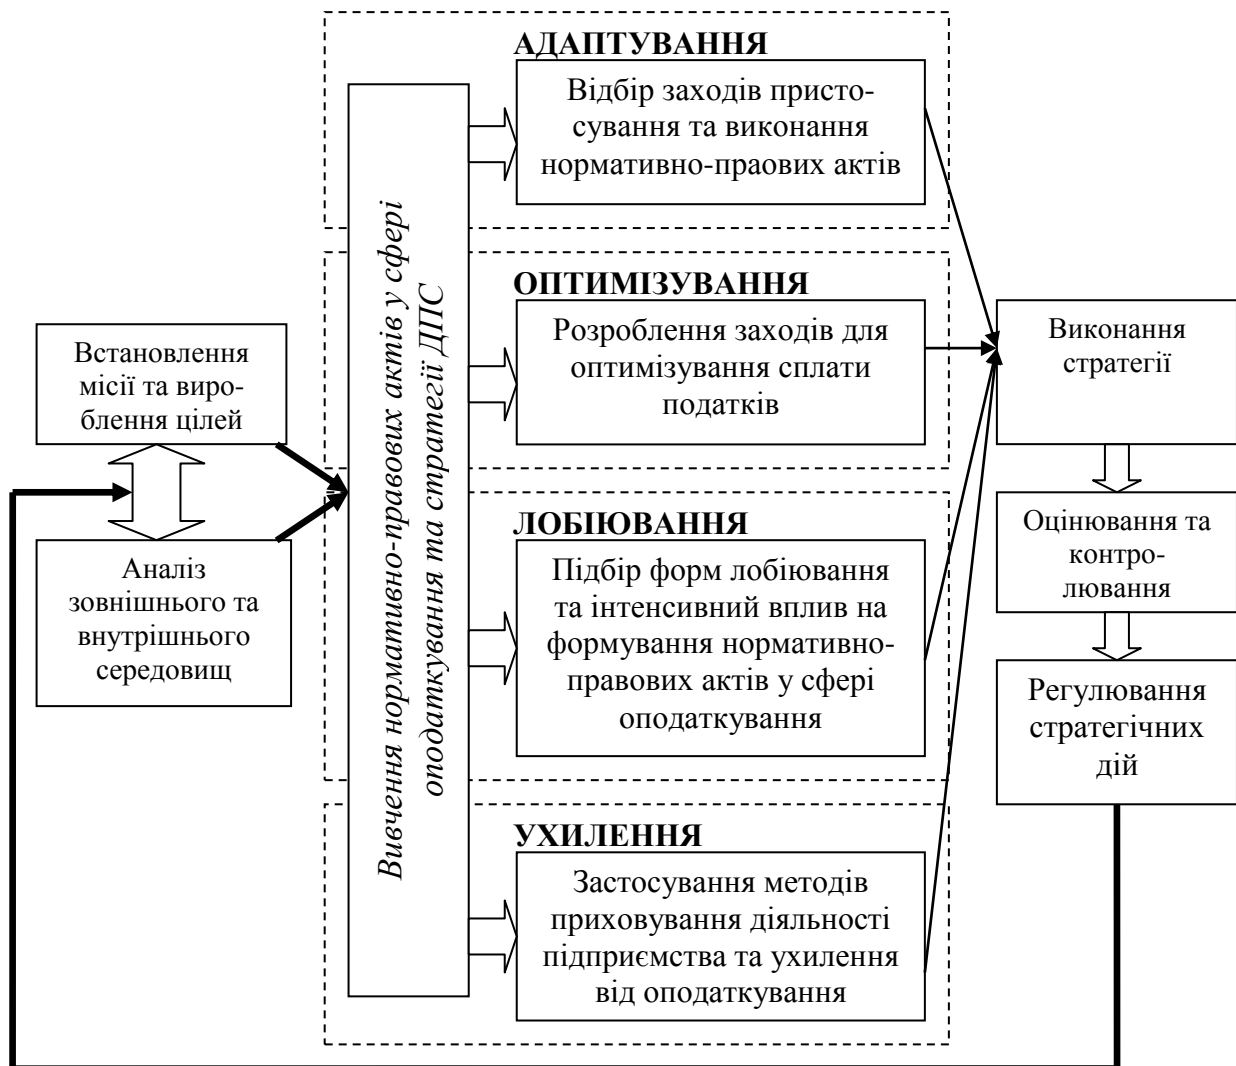 АДАПТУВАННЯ
Відбір заходів присто-
сування та виконання
нормативно-праових актів
Вивчення нормативно-правових актів у сфері
оподаткування та стратегії ДПС
ОПТИМІЗУВАННЯ
Розроблення заходів для
оптимізування сплати
податків
Встановлення
місії та виро-
блення цілей
Аналіз
зовнішнього та
внутрішнього
середовищ
ЛОБІЮВАННЯ
Підбір форм лобіювання
та інтенсивний вплив на
формування нормативно-
правових актів у сфері
оподаткування
УХИЛЕННЯ
Застосування методів
приховування діяльності
підприємства та ухилення
від оподаткування
Виконання
стратегії
Оцінювання та
контро-
лювання
Регулювання
стратегічних
дій